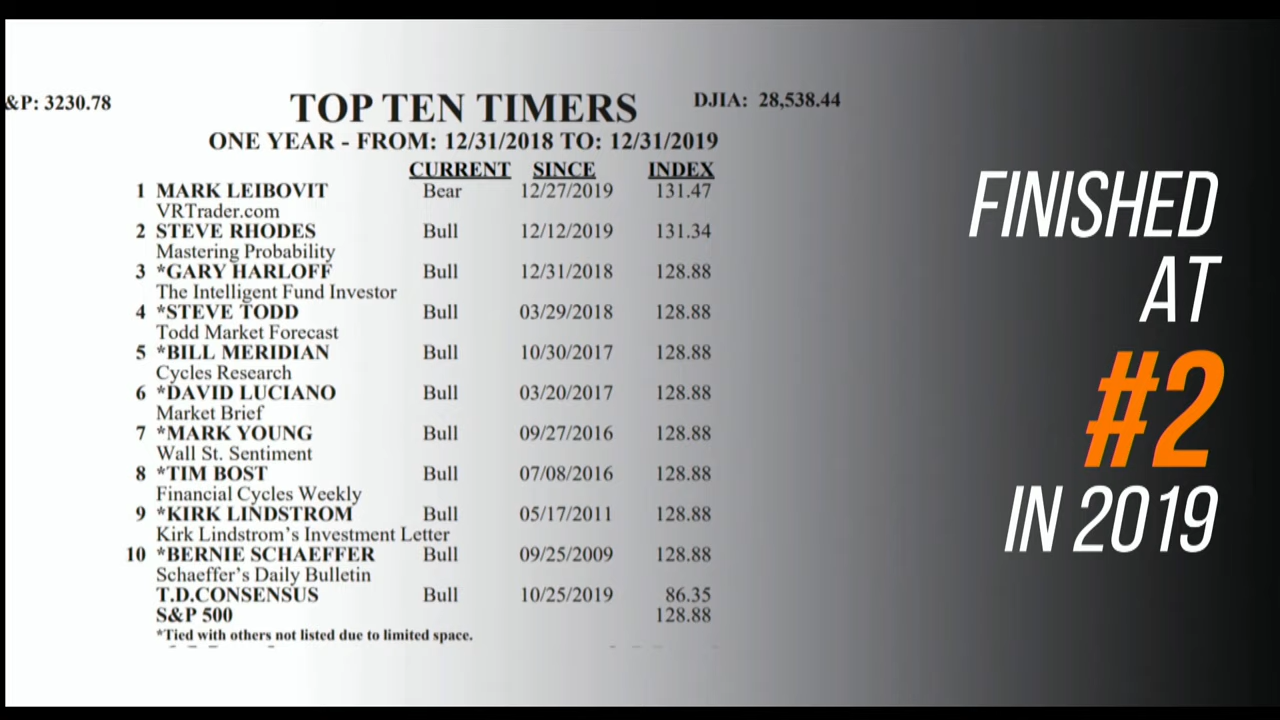 &P: 3230.78
TOP TEN TIMERS
DJIA: 28,538.44
ONE YEAR - FROM: 12/31/2018 TO: 12/31/2019
CURRENT SINCE INDEX
1 MARK LEIBOVIT Bear 12/27/2019 131.47
VRTrader.com
2 STEVE RHODES Bull 12/12/2019 131.34
Mastering Probability
3 *GARY HARLOFF Bull 12/31/2018 128.88
The Intelligent Fund Investor
4 *STEVE TODD Bull 03/29/2018 128.88
Todd Market Forecast
5 *BILL MERIDIAN Bull 10/30/2017 128.88
Cycles Research
6 *DAVID LUCIANO Bull 03/20/2017 128.88
Market Brief
7 *MARK YOUNG Bull 09/27/2016 128.88
Wall St. Sentiment
8 *TIM BOST Bull 07/08/2016 128.88
Financial Cycles Weekly
9 *KIRK LINDSTROM Bull 05/17/2011 128.88
Kirk Lindstrom's Investment Letter
10 *BERNIE SCHAEFFER Bull 09/25/2009 128.88
Schaeffer's Daily Bulletin
T.D.CONSENSUS Bull 10/25/2019 86.35
S&P 500 128.88
*Tied with others not listed due to limited space.
FINISHED
AT
#2
IN 2019